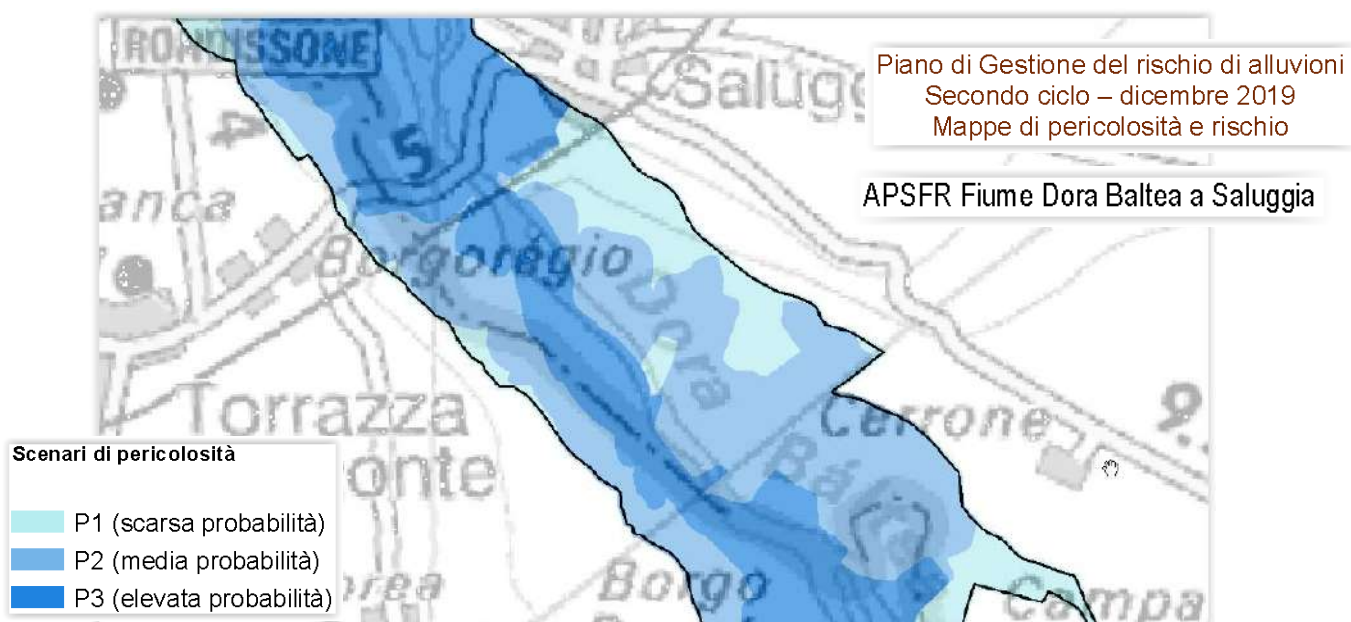 RONDISSONE
Salugg
Piano di Gestione del rischio di alluvioni
Secondo ciclo – dicembre 2019
Mappe di pericolosità e rischio
5
anca
APSFR Fiume Dora Baltea a Saluggia
Borgoregio
Dora
Torrazza
onte
Cerrone
9.
Scenari di pericolosità
P1 (scarsa probabilità)
P2 (media probabilità)
P3 (elevata probabilità)
rea
Borgo
Campa